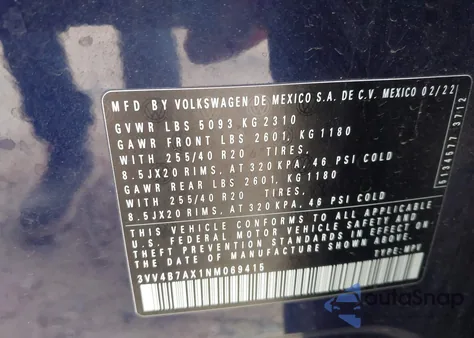 MFD BY VOLKSWAGEN DE MEXICO S.A. DE C.V. MEXICO 02/22
GVWR LBS 5093 KG 2310
GAWR FRONT LBS 2601, KG 1180
WITH 255/40 R20 TIRES,
8.5JX20 RIMS, AT 320 KPA, 46 PSI COLD
GAWR REAR LBS 2601, KG 1180
WITH 255/40 R20 TIRES,
8.5JX20 RIMS, AT 320 KPA, 46 PSI COLD
THIS VEHICLE CONFORMS TO ALL APPLICABLE
U.S. FEDERAL MOTOR VEHICLE SAFETY AND
THEFT PREVENTION STANDARDS IN EFFECT ON
THE DATE OF MANUFACTURE SHOWN ABOVE.
3VV4B7AX1NM069415 TYPE: MPV
3712
autoSnap